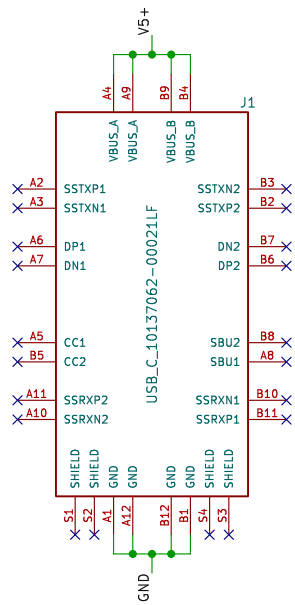 V5+
A4
A9
B9
B4
J1
VBUS_A
VBUS_A
VBUS_B
VBUS_B
A2 SSTXP1 SSTXN2 B3
A3 SSTXN1 SSTXP2 B2
A6 DP1 DN2 B7
A7 DN1 DP2 B6
USB_C_10137062-00021LF
A5 CC1 SBU2 B8
B5 CC2 SBU1 A8
A11 SSRXP2 SSRXN1 B10
A10 SSRXN2 SSRXP1 B11
SHIELD
SHIELD
GND
GND
GND
GND
SHIELD
SHIELD
S1
S2
A1
A12
B12
B1
S4
S3
GND